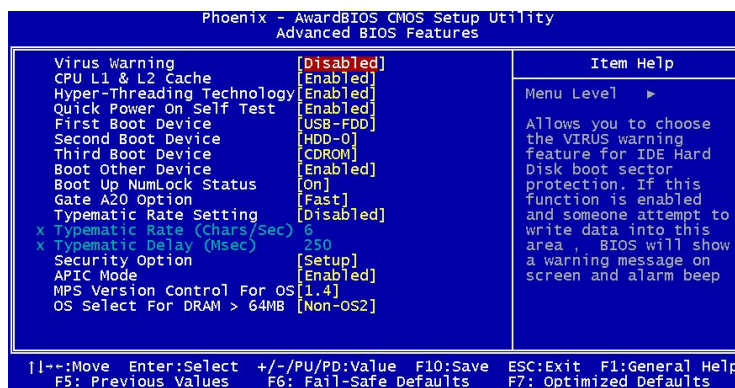 Phoenix - AwardBIOS CMOS Setup Utility
Advanced BIOS Features
Virus Warning [Disabled]
CPU L1 & L2 Cache [Enabled]
Hyper-Threading Technology[Enabled]
Quick Power On Self Test [Enabled]
First Boot Device [USB-FDD]
Second Boot Device [HDD-0]
Third Boot Device [CDROM]
Boot Other Device [Enabled]
Boot Up NumLock Status [On]
Gate A20 Option [Fast]
Typematic Rate Setting [Disabled]
x Typematic Rate (Chars/Sec) 6
x Typematic Delay (Msec) 250
Security Option [Setup]
APIC Mode [Enabled]
MPS Version Control For OS[1.4]
OS Select For DRAM > 64MB [Non-OS2]
Item Help
Menu Level ►
Allows you to choose
the VIRUS warning
feature for IDE Hard
Disk boot sector
protection. If this
function is enabled
and someone attempt to
write data into this
area , BIOS will show
a warning message on
screen and alarm beep
↑↓→←:Move Enter:Select +/-/PU/PD:Value F10:Save ESC:Exit F1:General Help
F5: Previous Values F6: Fail-Safe Defaults F7: Optimized Defaults